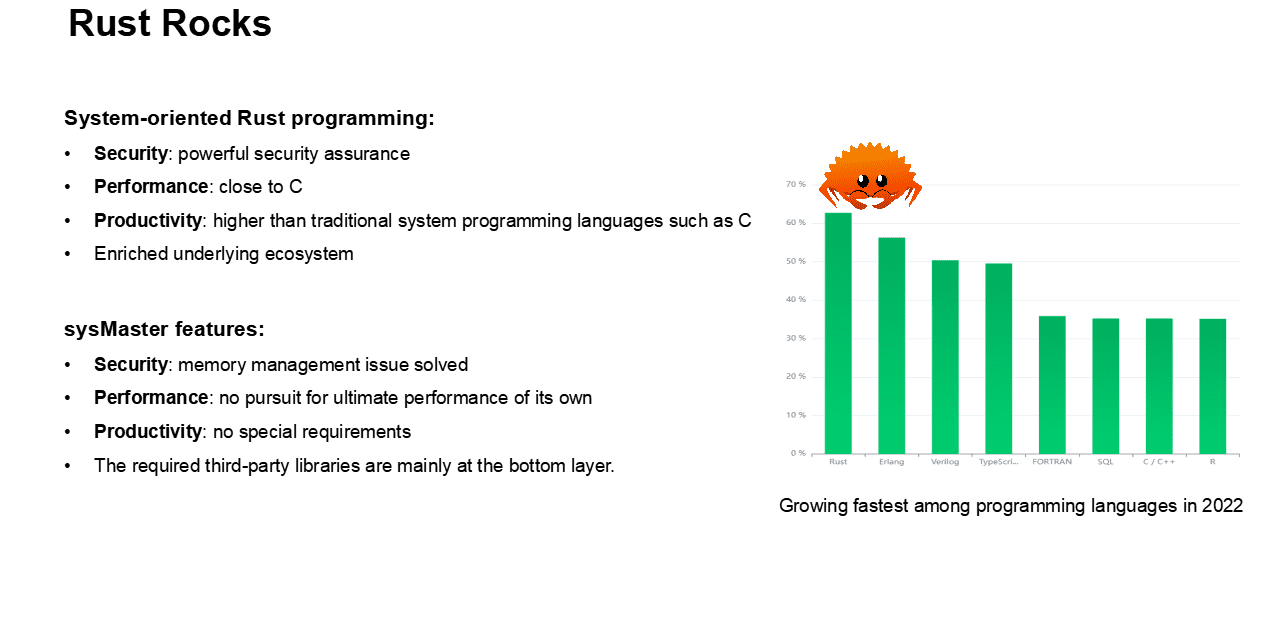 Rust Rocks
System-oriented Rust programming:
• Security: powerful security assurance
• Performance: close to C
• Productivity: higher than traditional system programming languages such as C
• Enriched underlying ecosystem
sysMaster features:
• Security: memory management issue solved
• Performance: no pursuit for ultimate performance of its own
• Productivity: no special requirements
• The required third-party libraries are mainly at the bottom layer.
70 %
60 %
50 %
40 %
30 %
20 %
10 %
0 %
Rust Erlang Verilog TypeScri... FORTRAN SQL C / C++ R
Growing fastest among programming languages in 2022